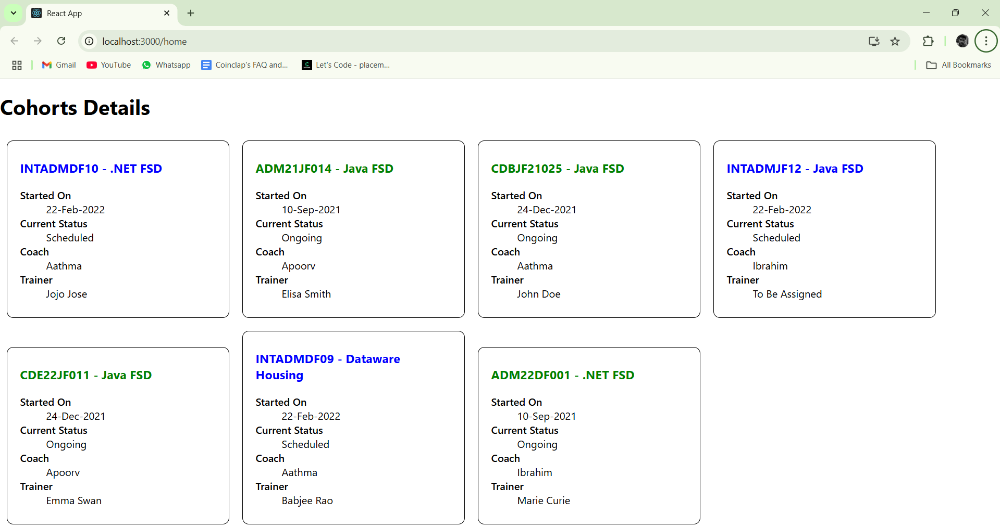 React App
localhost:3000/home
Gmail
YouTube
Whatsapp
Coinclap's FAQ and...
Let's Code - placem...
All Bookmarks
Cohorts Details
INTADMDF10 - .NET FSD
Started On
22-Feb-2022
Current Status
Scheduled
Coach
Aathma
Trainer
Jojo Jose
ADM21JF014 - Java FSD
Started On
10-Sep-2021
Current Status
Ongoing
Coach
Apoorv
Trainer
Elisa Smith
CDBJF21025 - Java FSD
Started On
24-Dec-2021
Current Status
Ongoing
Coach
Aathma
Trainer
John Doe
INTADMJF12 - Java FSD
Started On
22-Feb-2022
Current Status
Scheduled
Coach
Ibrahim
Trainer
To Be Assigned
CDE22JF011 - Java FSD
Started On
24-Dec-2021
Current Status
Ongoing
Coach
Apoorv
Trainer
Emma Swan
INTADMDF09 - Dataware
Housing
Started On
22-Feb-2022
Current Status
Scheduled
Coach
Aathma
Trainer
Babjee Rao
ADM22DF001 - .NET FSD
Started On
10-Sep-2021
Current Status
Ongoing
Coach
Ibrahim
Trainer
Marie Curie